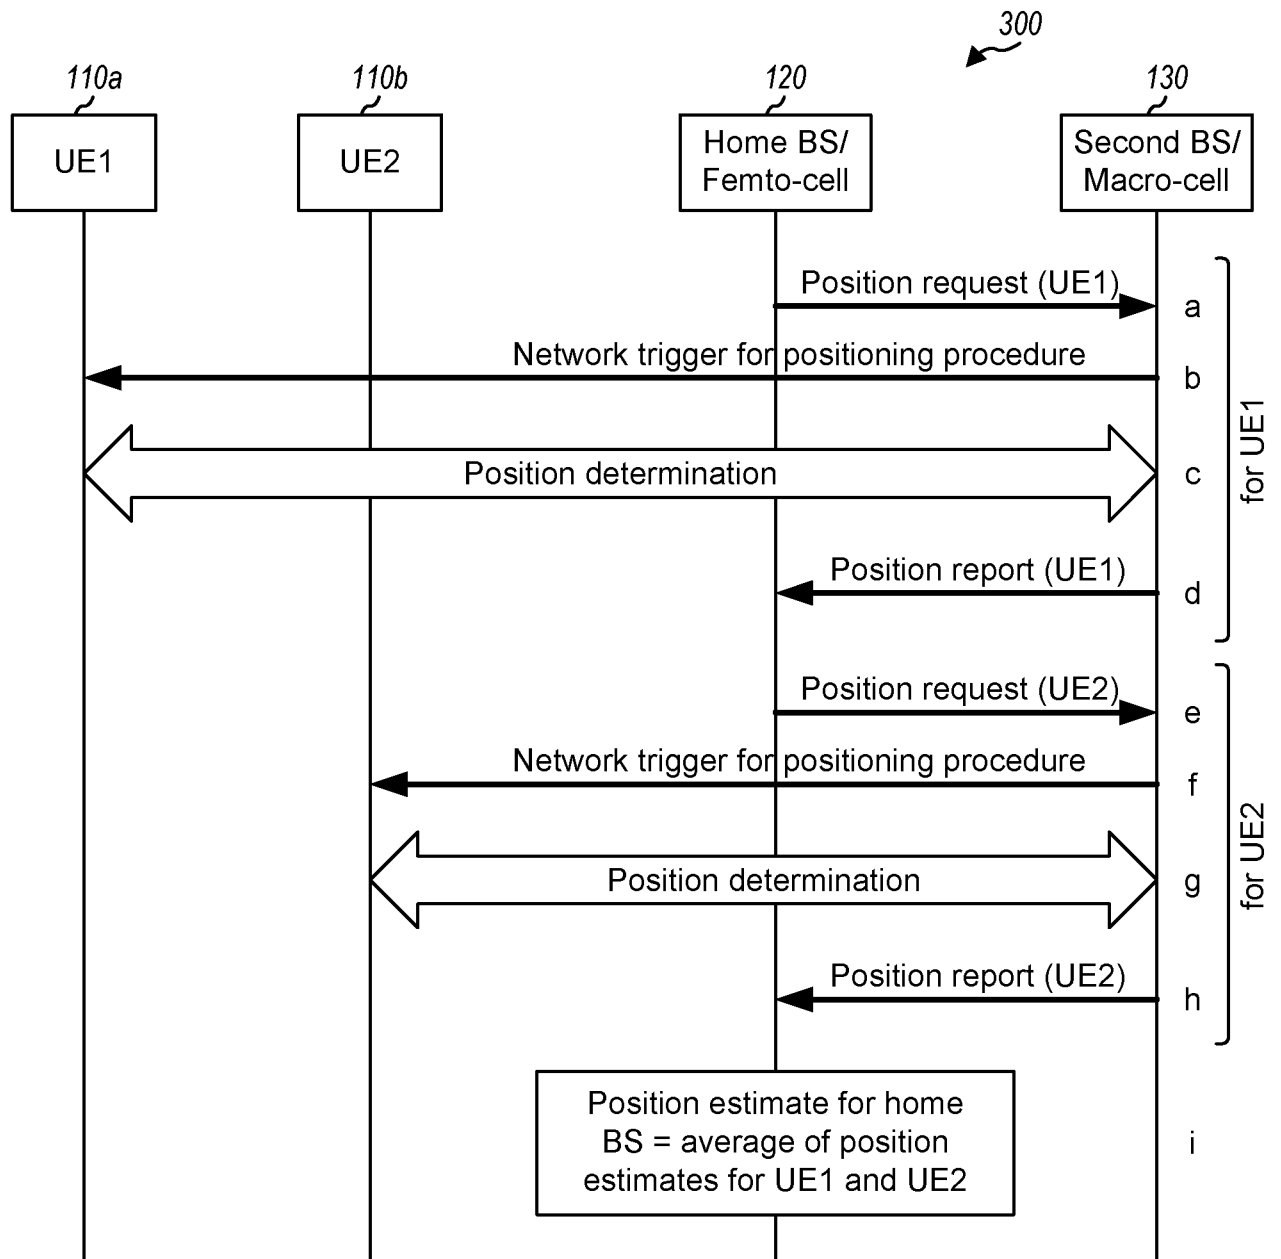 300
110a
110b
120
130
UE1
UE2
Home BS/
Femto-cell
Second BS/
Macro-cell
Position request (UE1)
a
Network trigger for positioning procedure
b
Position determination
c
Position report (UE1)
d
for UE1
Position request (UE2)
e
Network trigger for positioning procedure
f
Position determination
g
Position report (UE2)
h
for UE2
Position estimate for home
BS = average of position
estimates for UE1 and UE2
i